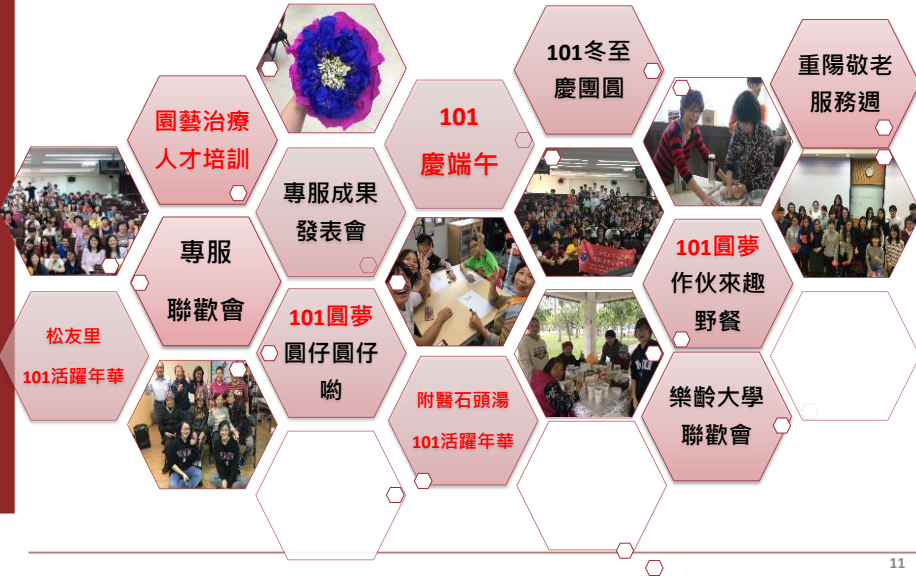 園藝治療
人才培訓
專服
聯歡會
松友里
101活躍年華
專服成果
發表會
101圓夢
圓仔圓仔
喲
101
慶端午
附醫石頭湯
101活躍年華
101冬至
慶團圓
101圓夢
作伙來趣
野餐
樂齡大學
聯歡會
重陽敬老
服務週
11